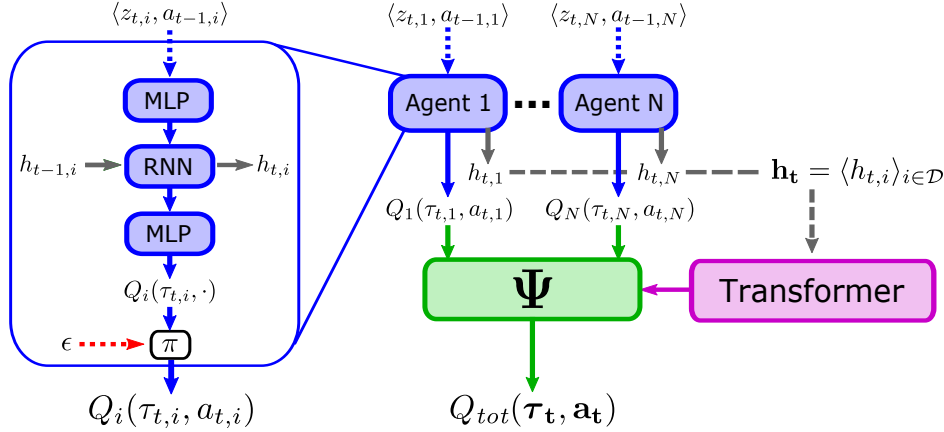 ⟨z_{t,i}, a_{t−1,i}⟩
MLP
h_{t−1,i}
RNN
h_{t,i}
MLP
Q_i(τ_{t,i}, ·)
ϵ
π
Q_i(τ_{t,i}, a_{t,i})
⟨z_{t,1}, a_{t−1,1}⟩
⟨z_{t,N}, a_{t−1,N}⟩
Agent 1
...
Agent N
h_{t,1}
h_{t,N}
𝐡_𝐭 = ⟨h_{t,i}⟩_{i∈𝒟}
Q_1(τ_{t,1}, a_{t,1})
Q_N(τ_{t,N}, a_{t,N})
Ψ
Transformer
Q_{tot}(𝛕_𝐭, 𝐚_𝐭)